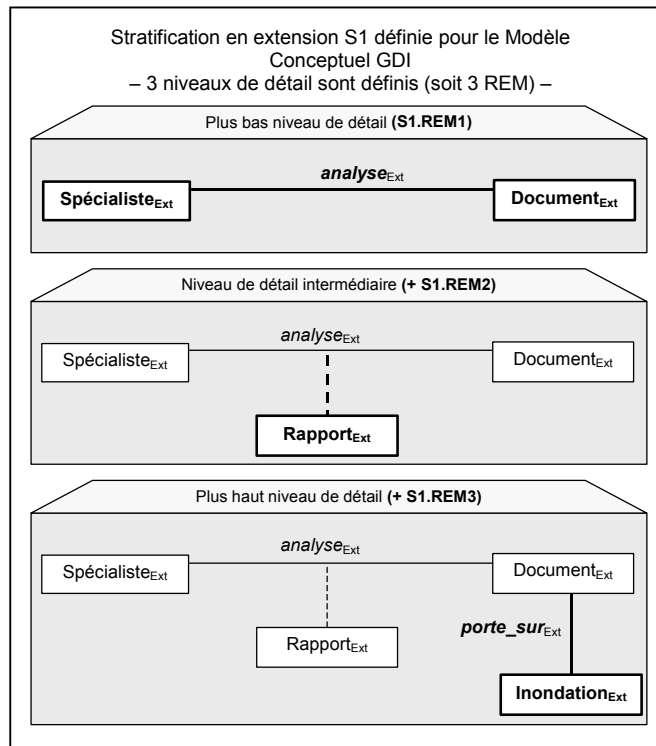 Stratification en extension S1 définie pour le Modèle
Conceptuel GDI
– 3 niveaux de détail sont définis (soit 3 REM) –
Plus bas niveau de détail (S1.REM1)
analyseExt
SpécialisteExt
DocumentExt
Niveau de détail intermédiaire (+ S1.REM2)
analyseExt
SpécialisteExt
DocumentExt
RapportExt
Plus haut niveau de détail (+ S1.REM3)
analyseExt
SpécialisteExt
DocumentExt
porte_surExt
RapportExt
InondationExt